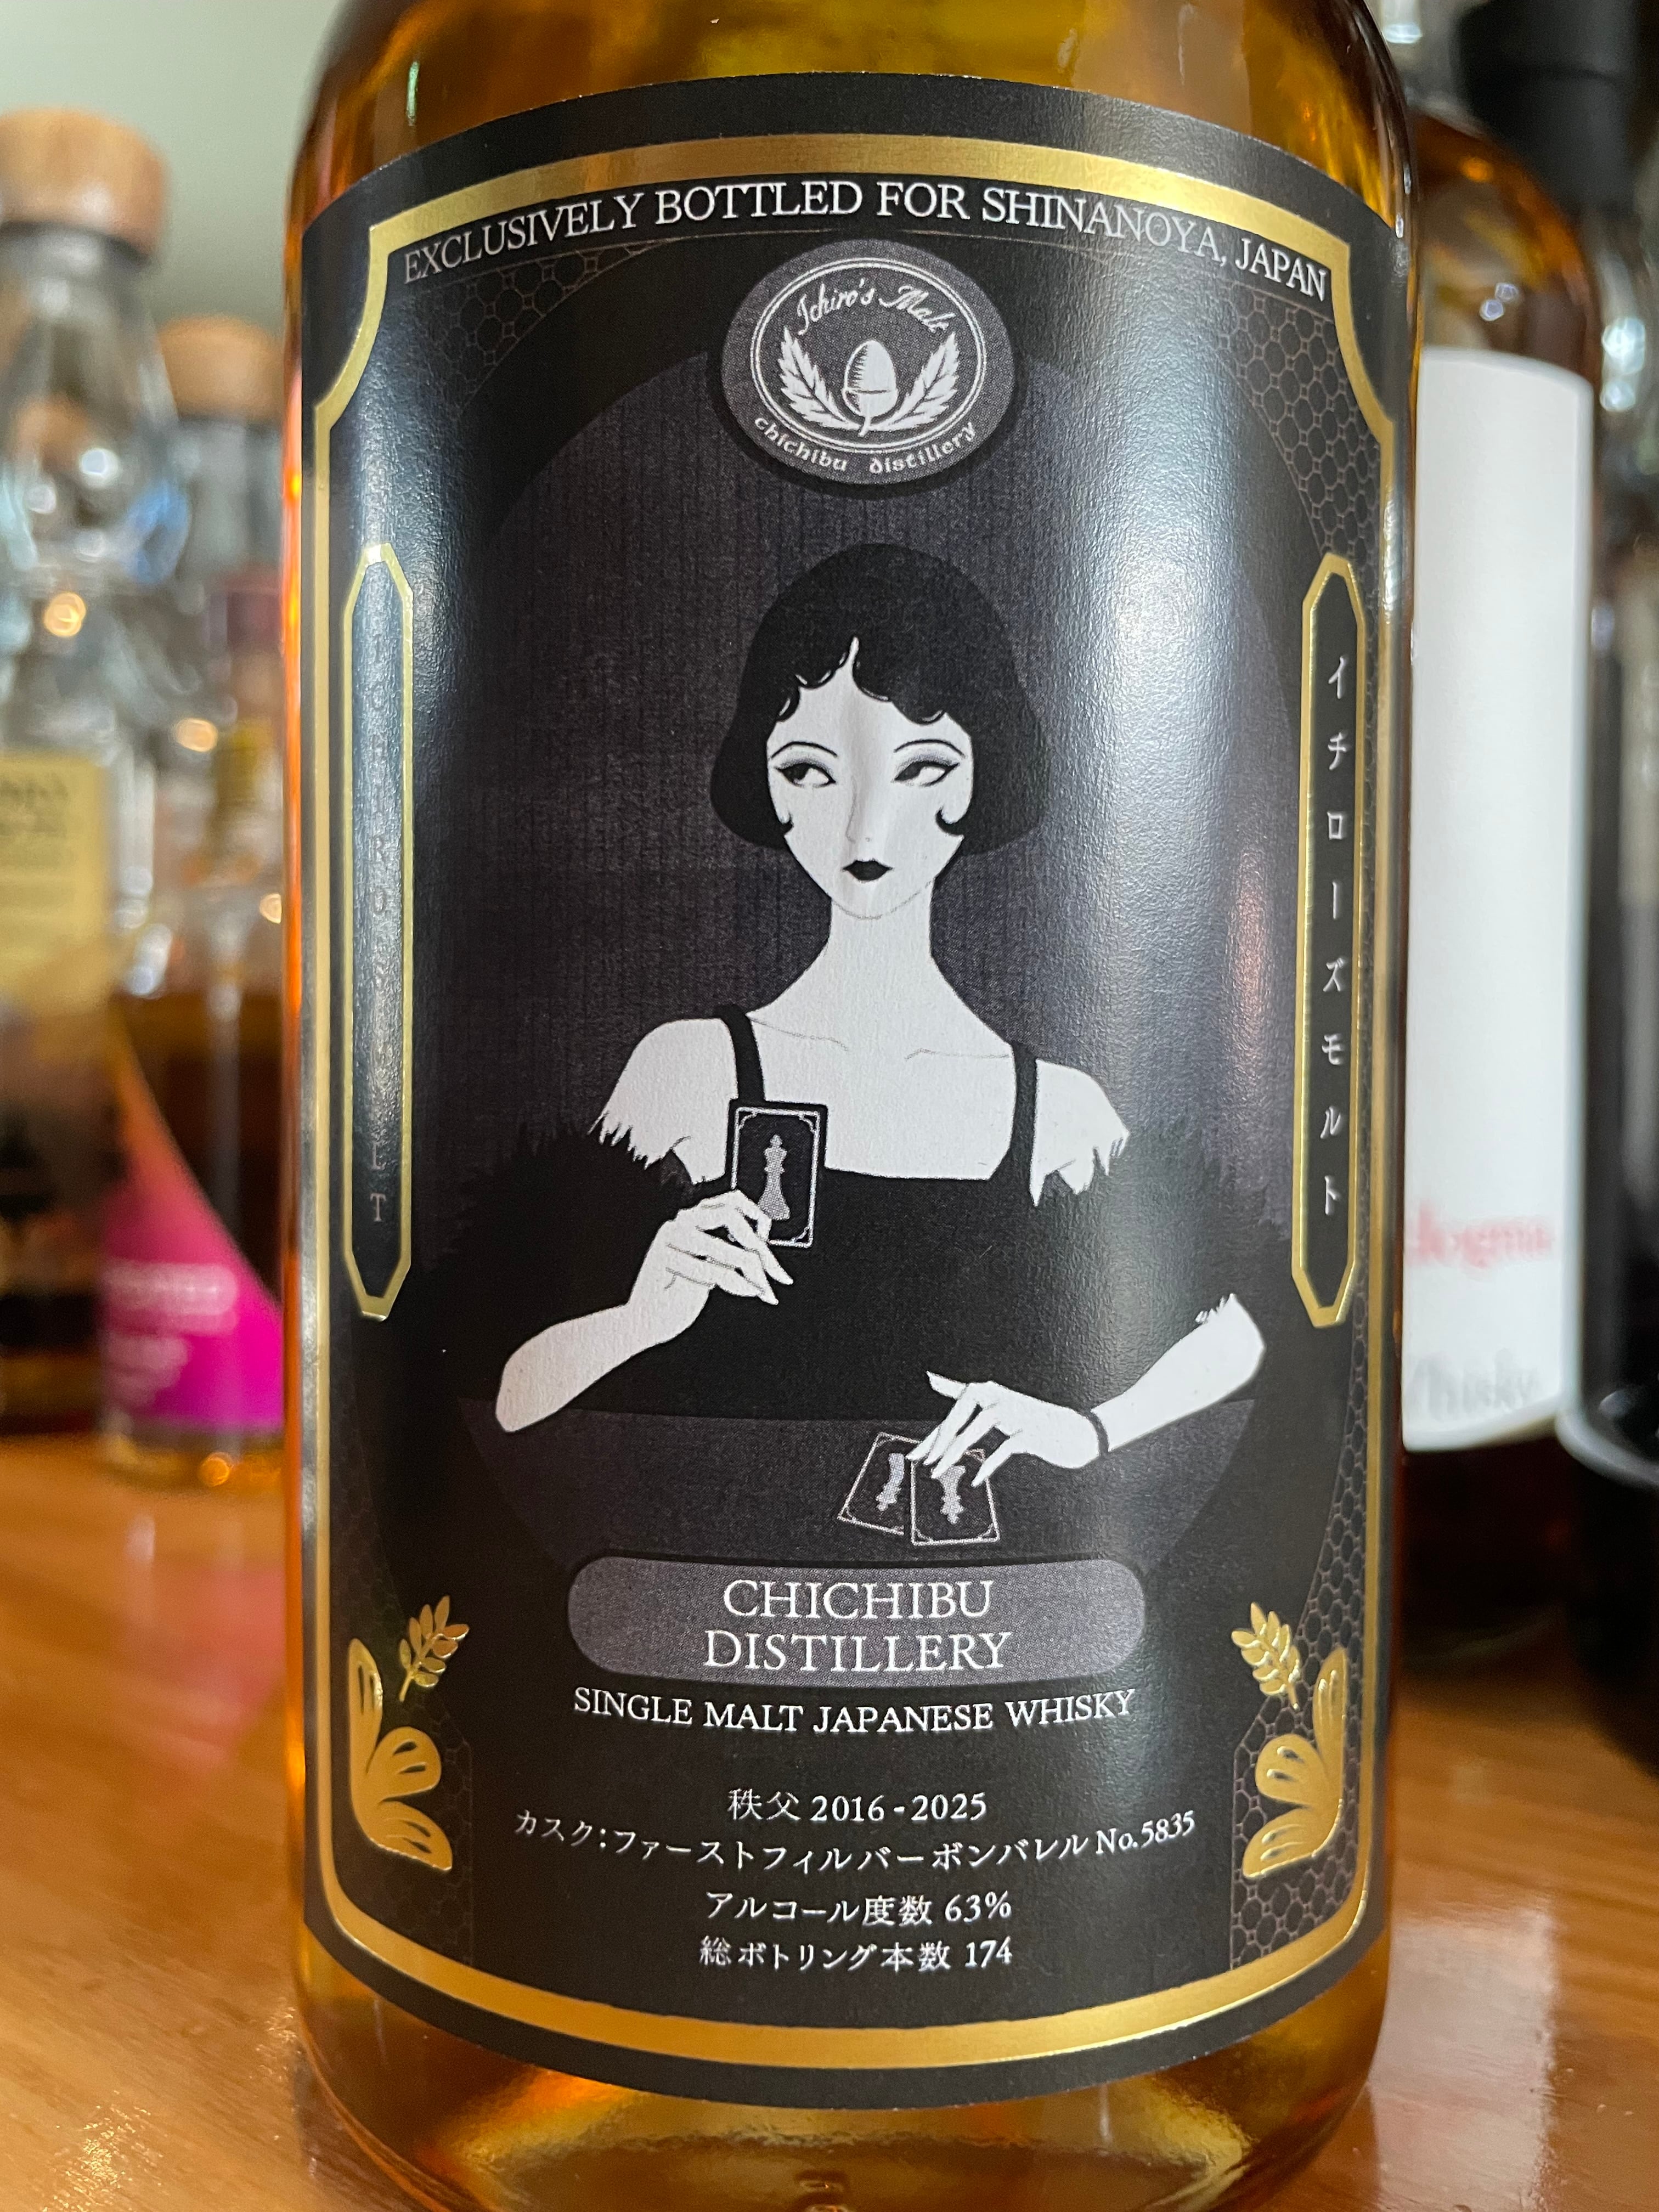 EXCLUSIVELY BOTTLED FOR SHINANOYA, JAPAN
Ichiro's Malt
chichibu distillery
イチローズモルト
CHICHIBU
DISTILLERY
SINGLE MALT JAPANESE WHISKY
秩父 2016-2025
カスク:ファーストフィルバーボンバレル No.5835
アルコール度数 63%
総ボトリング本数 174
dogma
Whisky